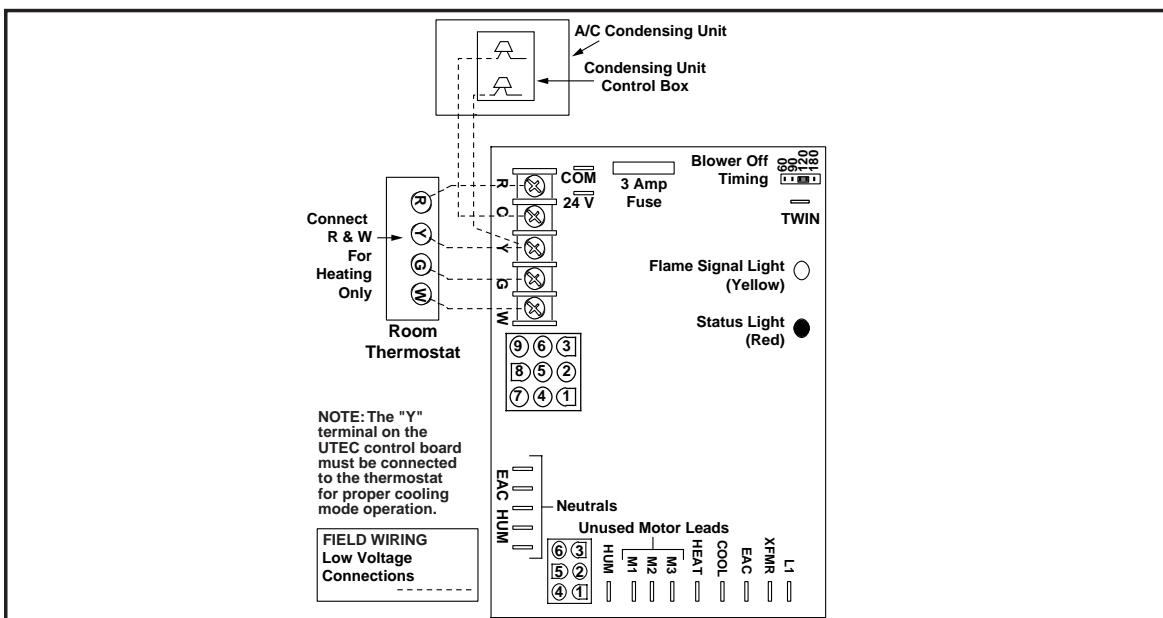 A/C Condensing Unit
Condensing Unit
Control Box
Connect
R & W
For
Heating
Only
R
Y
G
W
Room
Thermostat
R
C
Y
G
W
COM
24 V
3 Amp
Fuse
Blower Off
Timing
60
90
120
180
TWIN
Flame Signal Light
(Yellow)
Status Light
(Red)
9 6 3
8 5 2
7 4 1
NOTE: The "Y"
terminal on the
UTEC control board
must be connected
to the thermostat
for proper cooling
mode operation.
FIELD WIRING
Low Voltage
Connections
EAC HUM
Neutrals
Unused Motor Leads
6 3
5 2
4 1
HUM
M1
M2
M3
HEAT
COOL
EAC
XFMR
L1